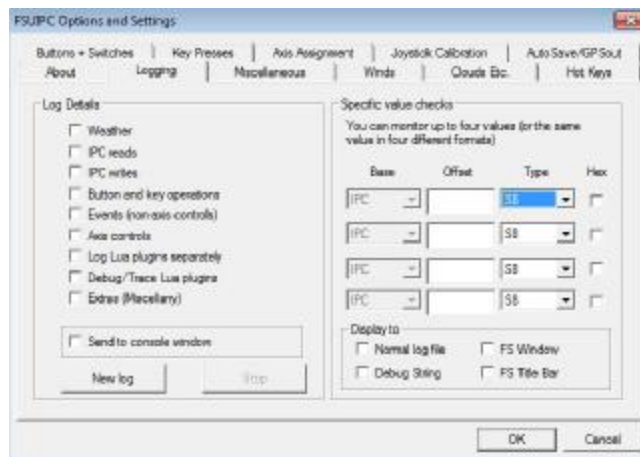 FSUIPC Options and Settings
Buttons + Switches | Key Presses | Axis Assignment | Joystick Calibration | Auto Save/GPSout
About | Logging | Miscellaneous | Winds | Clouds Etc. | Hot Keys
Log Details
Weather
IPC reads
IPC writes
Button and key operations
Events (non-axis controls)
Axis controls
Log Lua plugins separately
Debug/Trace Lua plugins
Extras (Miscellany)
Send to console window
New log Stop
Specific value checks
You can monitor up to four values (or the same
value in four different formats)
Base Offset Type Hex
IPC S8
IPC S8
IPC S8
IPC S8
Display to
Normal log file FS Window
Debug String FS Title Bar
OK Cancel